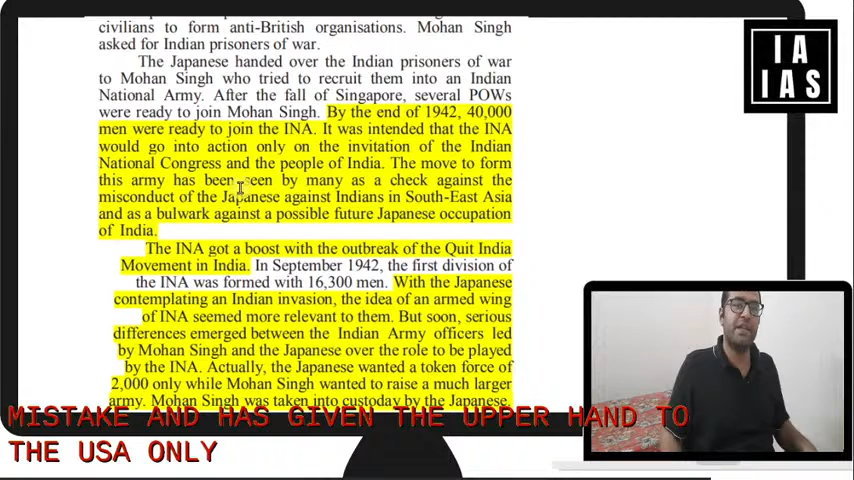 civilians to form anti-British organisations. Mohan Singh
asked for Indian prisoners of war.
The Japanese handed over the Indian prisoners of war
to Mohan Singh who tried to recruit them into an Indian
National Army. After the fall of Singapore, several POWs
were ready to join Mohan Singh. By the end of 1942, 40,000
men were ready to join the INA. It was intended that the INA
would go into action only on the invitation of the Indian
National Congress and the people of India. The move to form
this army has been seen by many as a check against the
misconduct of the Japanese against Indians in South-East Asia
and as a bulwark against a possible future Japanese occupation
of India.
The INA got a boost with the outbreak of the Quit India
Movement in India. In September 1942, the first division of
the INA was formed with 16,300 men. With the Japanese
contemplating an Indian invasion, the idea of an armed wing
of INA seemed more relevant to them. But soon, serious
differences emerged between the Indian Army officers led
by Mohan Singh and the Japanese over the role to be played
by the INA. Actually, the Japanese wanted a token force of
2,000 only while Mohan Singh wanted to raise a much larger
army. Mohan Singh was taken into custoday by the Japanese.
IA
IAS
MISTAKE AND HAS GIVEN THE UPPER HAND TO
THE USA ONLY